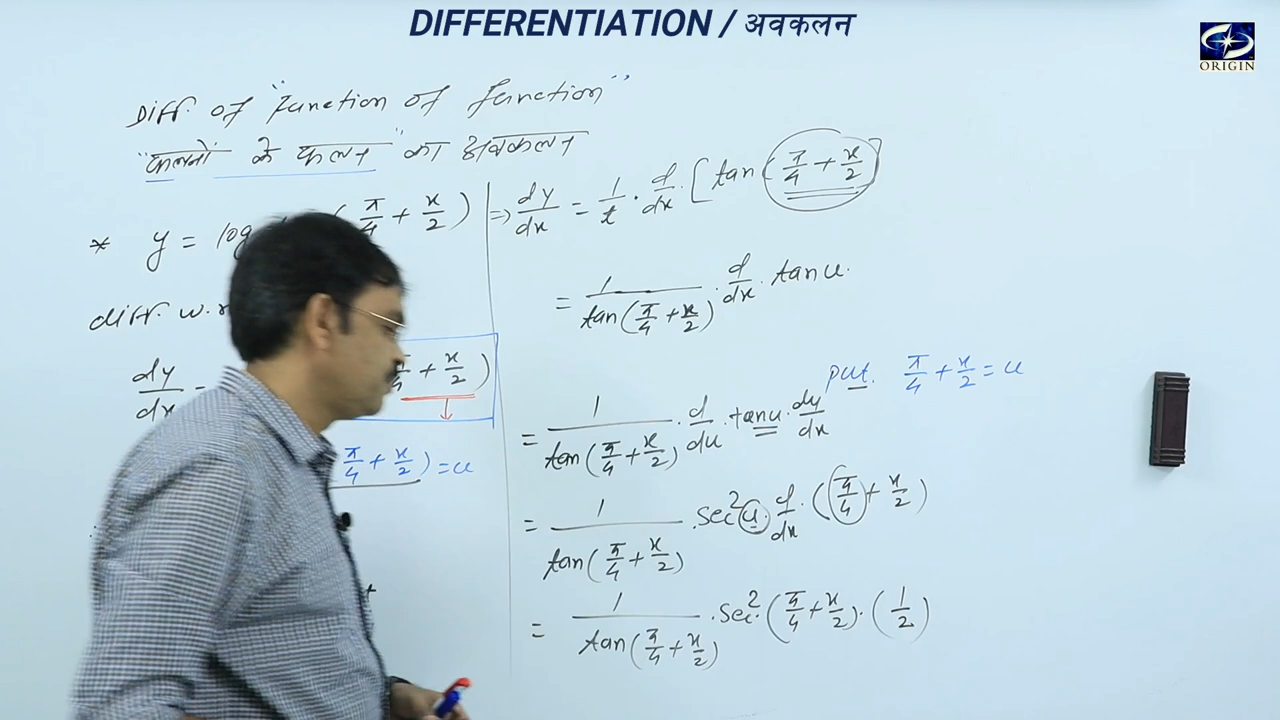 DIFFERENTIATION / अवकलन
ORIGIN
Diff. of "Function of function"
"फलनों के फलन" का अवकलन
* y = log ( π/4 + x/2 )
diff. w.r
dy/dx = π/4 + x/2 )
π/4 + x/2 ) = u
⇒ dy/dx = 1/t . d/dx . [ tan ( π/4 + x/2 ) ]
= 1/tan(π/4 + x/2) . d/dx . tan u .
put . π/4 + x/2 = u
= 1/tan(π/4 + x/2) . d/du . tan u . du/dx
= 1/tan(π/4 + x/2) . sec² u . d/dx . ( π/4 + x/2 )
= 1/tan(π/4 + x/2) . sec² . ( π/4 + x/2 ) . ( 1/2 )